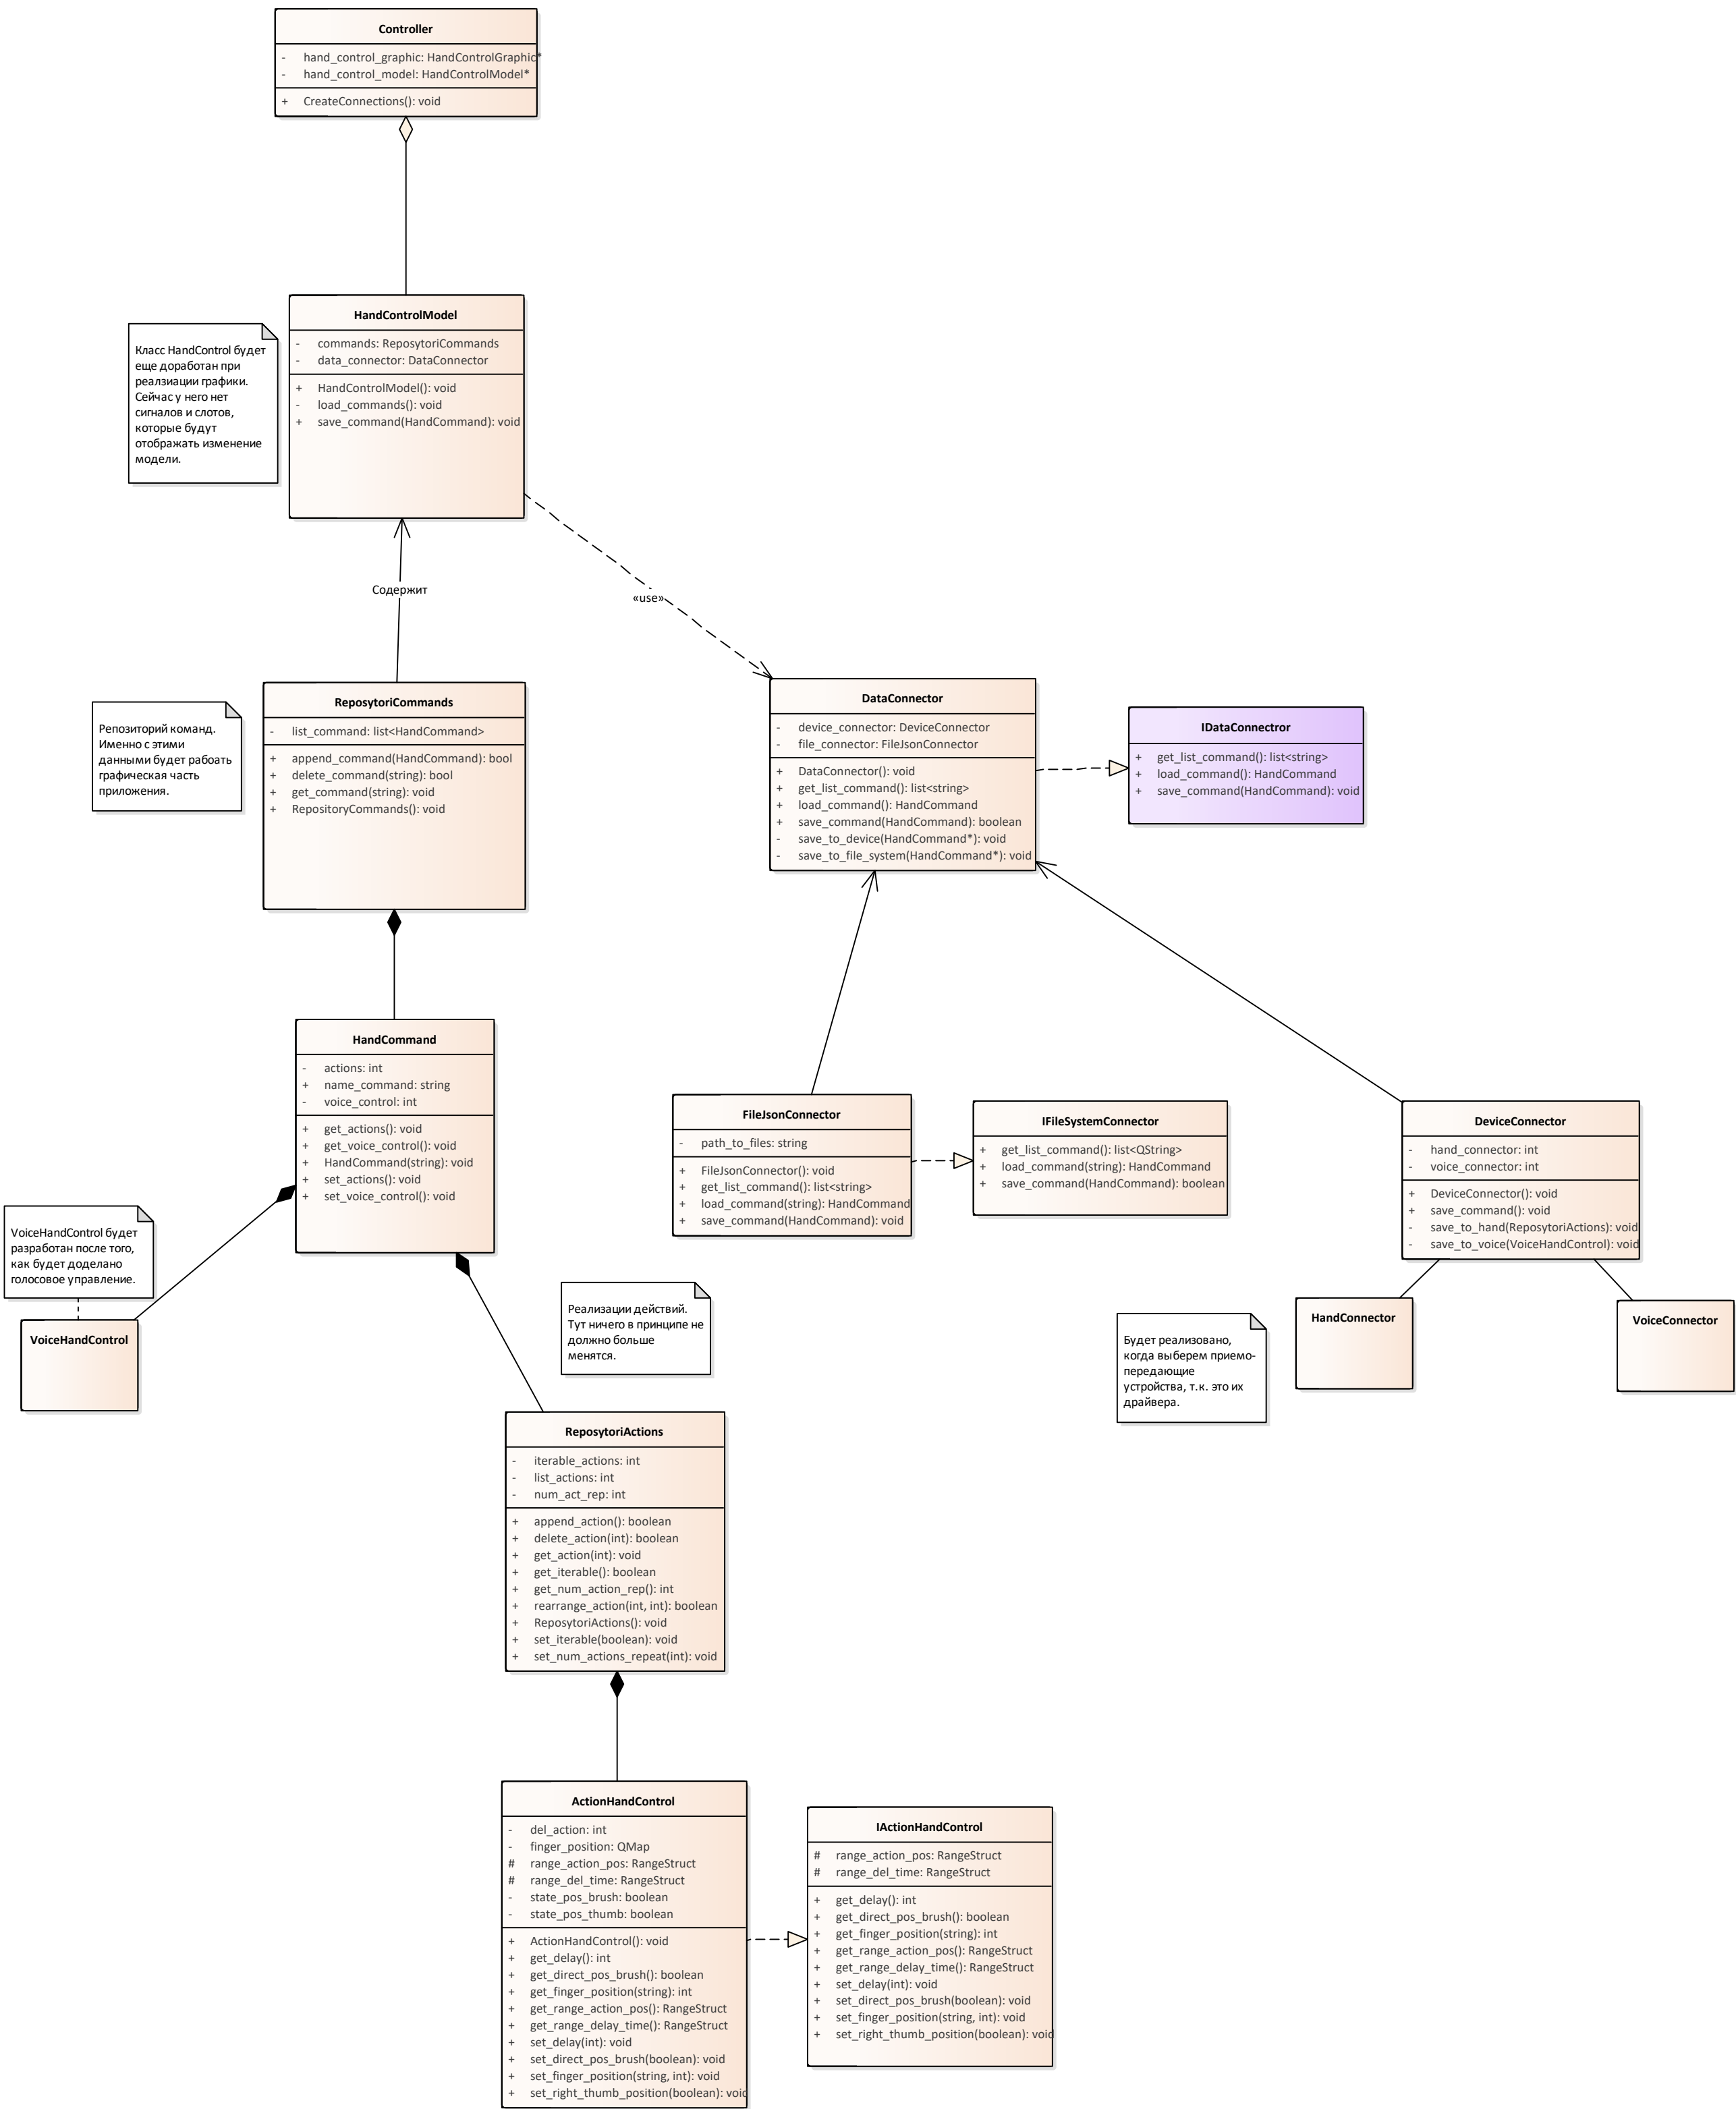 Controller
- hand_control_graphic: HandControlGraphic*
- hand_control_model: HandControlModel*
+ CreateConnections(): void
HandControlModel
- commands: ReposytoriCommands
- data_connector: DataConnector
+ HandControlModel(): void
- load_commands(): void
+ save_command(HandCommand): void
Класс HandControl будет
еще доработан при
реалзиации графики.
Сейчас у него нет
сигналов и слотов,
которые будут
отображать изменение
модели.
Содержит
«use»
ReposytoriCommands
- list_command: list<HandCommand>
+ append_command(HandCommand): bool
+ delete_command(string): bool
+ get_command(string): void
+ RepositoryCommands(): void
Репозиторий команд.
Именно с этими
данными будет рабоать
графическая часть
приложения.
DataConnector
- device_connector: DeviceConnector
- file_connector: FileJsonConnector
+ DataConnector(): void
+ get_list_command(): list<string>
+ load_command(): HandCommand
+ save_command(HandCommand): boolean
- save_to_device(HandCommand*): void
- save_to_file_system(HandCommand*): void
IDataConnectror
+ get_list_command(): list<string>
+ load_command(): HandCommand
+ save_command(HandCommand): void
HandCommand
- actions: int
+ name_command: string
- voice_control: int
+ get_actions(): void
+ get_voice_control(): void
+ HandCommand(string): void
+ set_actions(): void
+ set_voice_control(): void
FileJsonConnector
- path_to_files: string
+ FileJsonConnector(): void
+ get_list_command(): list<string>
+ load_command(string): HandCommand
+ save_command(HandCommand): void
IFileSystemConnector
+ get_list_command(): list<QString>
+ load_command(string): HandCommand
+ save_command(HandCommand): boolean
DeviceConnector
- hand_connector: int
- voice_connector: int
+ DeviceConnector(): void
+ save_command(): void
- save_to_hand(ReposytoriActions): void
- save_to_voice(VoiceHandControl): void
VoiceHandControl будет
разработан после того,
как будет доделано
голосовое управление.
VoiceHandControl
Реализации действий.
Тут ничего в принципе не
должно больше
менятся.
Будет реализовано,
когда выберем приемо-
передающие
устройства, т.к. это их
драйвера.
HandConnector
VoiceConnector
ReposytoriActions
- iterable_actions: int
- list_actions: int
- num_act_rep: int
+ append_action(): boolean
+ delete_action(int): boolean
+ get_action(int): void
+ get_iterable(): boolean
+ get_num_action_rep(): int
+ rearrange_action(int, int): boolean
+ ReposytoriActions(): void
+ set_iterable(boolean): void
+ set_num_actions_repeat(int): void
ActionHandControl
- del_action: int
- finger_position: QMap
# range_action_pos: RangeStruct
# range_del_time: RangeStruct
- state_pos_brush: boolean
- state_pos_thumb: boolean
+ ActionHandControl(): void
+ get_delay(): int
+ get_direct_pos_brush(): boolean
+ get_finger_position(string): int
+ get_range_action_pos(): RangeStruct
+ get_range_delay_time(): RangeStruct
+ set_delay(int): void
+ set_direct_pos_brush(boolean): void
+ set_finger_position(string, int): void
+ set_right_thumb_position(boolean): void
IActionHandControl
# range_action_pos: RangeStruct
# range_del_time: RangeStruct
+ get_delay(): int
+ get_direct_pos_brush(): boolean
+ get_finger_position(string): int
+ get_range_action_pos(): RangeStruct
+ get_range_delay_time(): RangeStruct
+ set_delay(int): void
+ set_direct_pos_brush(boolean): void
+ set_finger_position(string, int): void
+ set_right_thumb_position(boolean): void